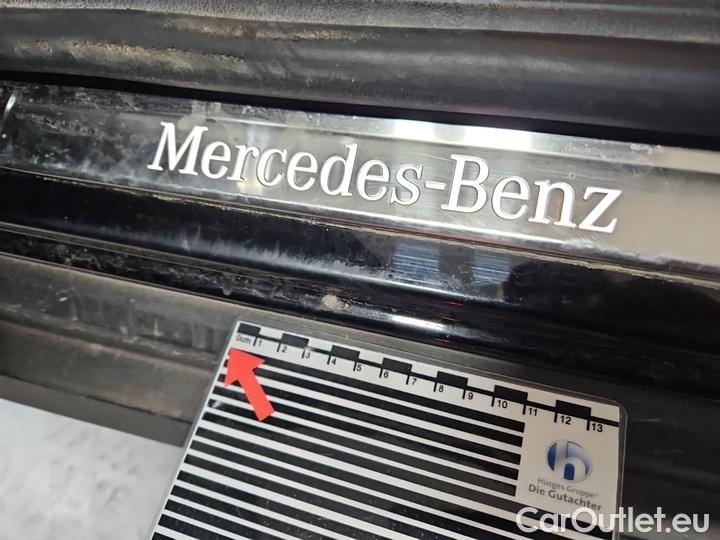 Mercedes-Benz
0cm 1 2 3 4 5 6 7 8 9 10 11 12 13
Hüsges Gruppe®
Die Gutachter
CarOutlet.eu